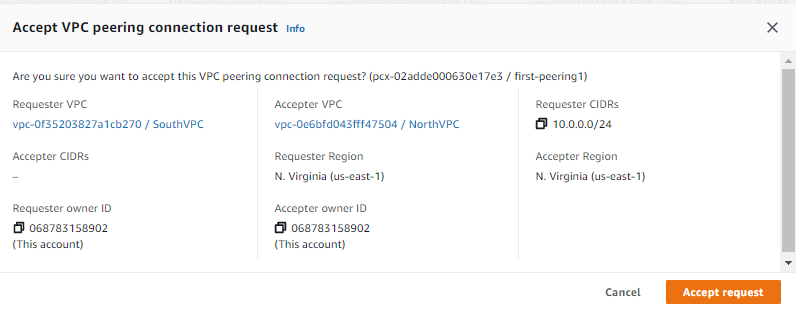 Accept VPC peering connection request Info
Are you sure you want to accept this VPC peering connection request? (pcx-02adde000630e17e3 / first-peering1)
Requester VPC
vpc-0f35203827a1cb270 / SouthVPC
Accepter VPC
vpc-0e6bfd043fff47504 / NorthVPC
Requester CIDRs
10.0.0.0/24
Accepter CIDRs
–
Requester Region
N. Virginia (us-east-1)
Accepter Region
N. Virginia (us-east-1)
Requester owner ID
068783158902
(This account)
Accepter owner ID
068783158902
(This account)
Cancel
Accept request